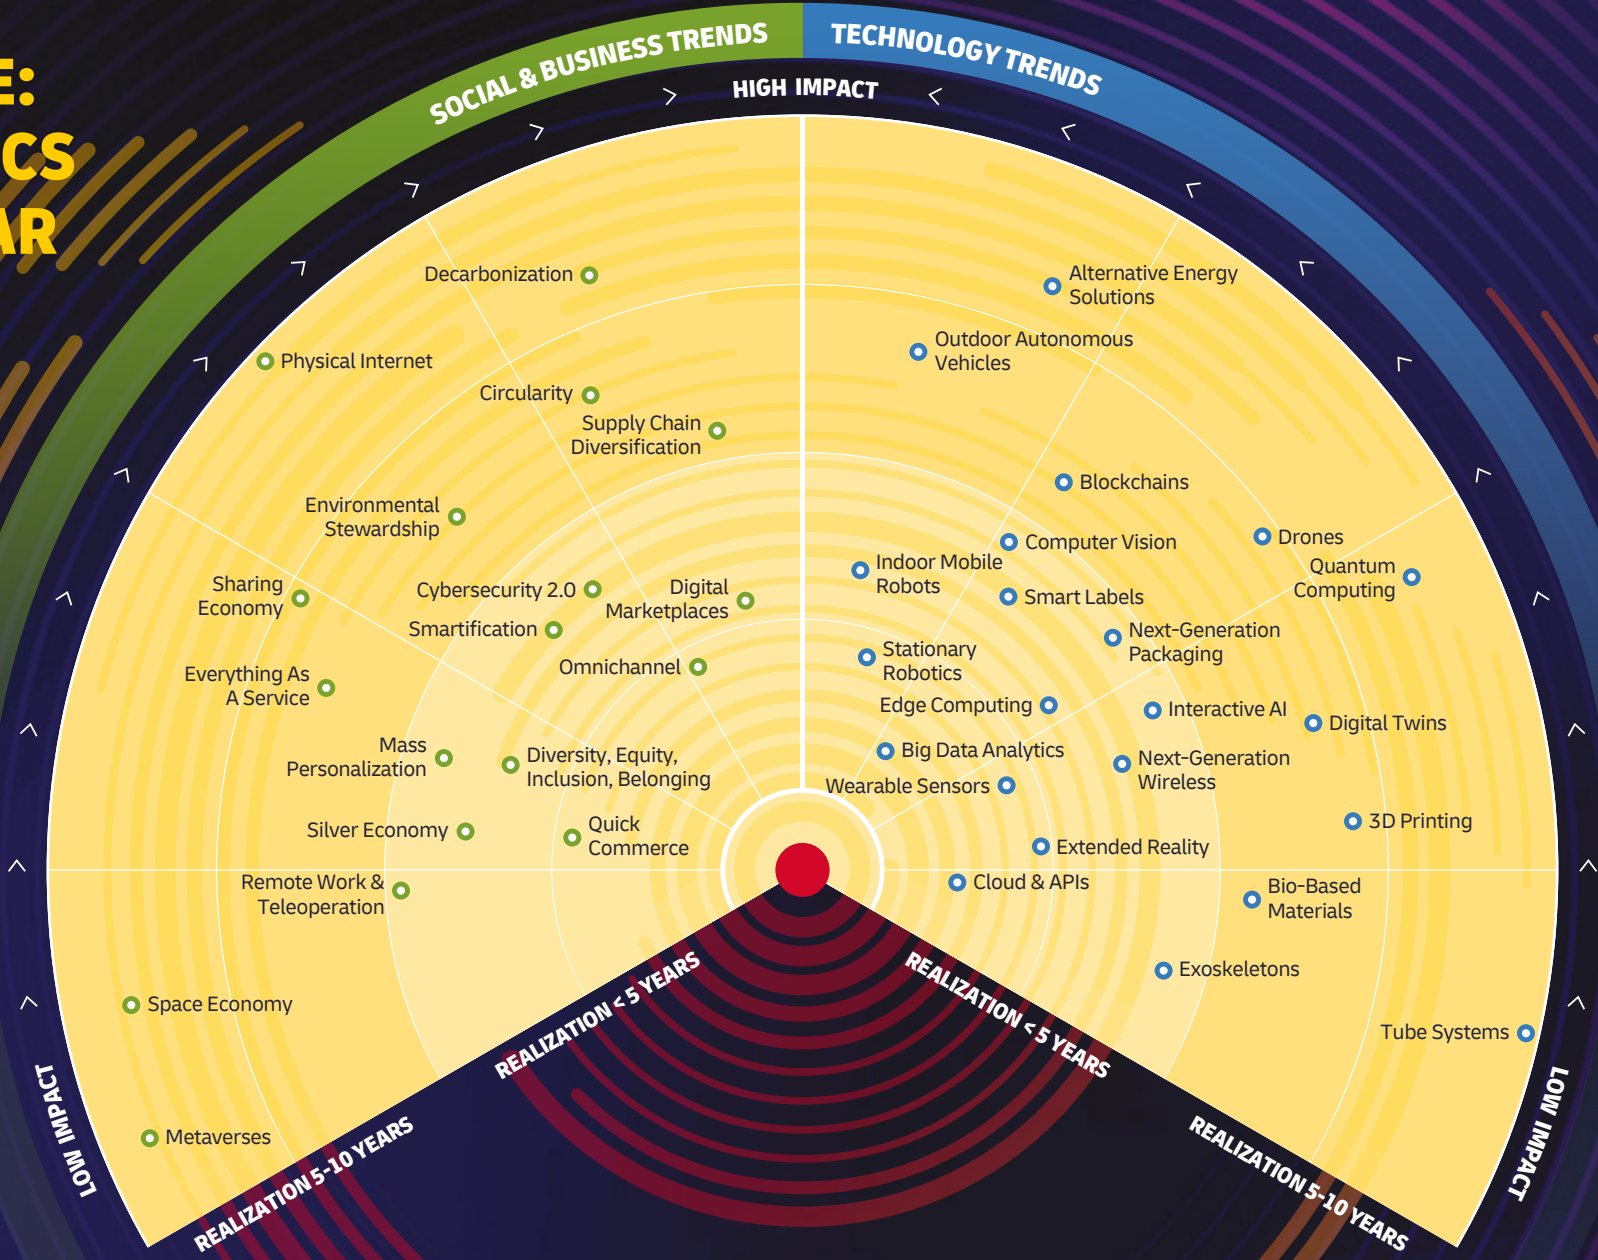 E:
CS
AR
SOCIAL & BUSINESS TRENDS
TECHNOLOGY TRENDS
HIGH IMPACT
Decarbonization
Physical Internet
Circularity
Supply Chain
Diversification
Environmental
Stewardship
Sharing
Economy
Cybersecurity 2.0
Digital
Marketplaces
Smartification
Omnichannel
Everything As
A Service
Mass
Personalization
Diversity, Equity,
Inclusion, Belonging
Silver Economy
Quick
Commerce
Remote Work &
Teleoperation
Space Economy
Metaverses
Alternative Energy
Solutions
Outdoor Autonomous
Vehicles
Blockchains
Computer Vision
Drones
Quantum
Computing
Indoor Mobile
Robots
Smart Labels
Next-Generation
Packaging
Stationary
Robotics
Edge Computing
Interactive AI
Digital Twins
Big Data Analytics
Next-Generation
Wireless
Wearable Sensors
3D Printing
Extended Reality
Cloud & APIs
Bio-Based
Materials
Exoskeletons
Tube Systems
LOW IMPACT
REALIZATION 5-10 YEARS
REALIZATION < 5 YEARS
REALIZATION < 5 YEARS
REALIZATION 5-10 YEARS
LOW IMPACT